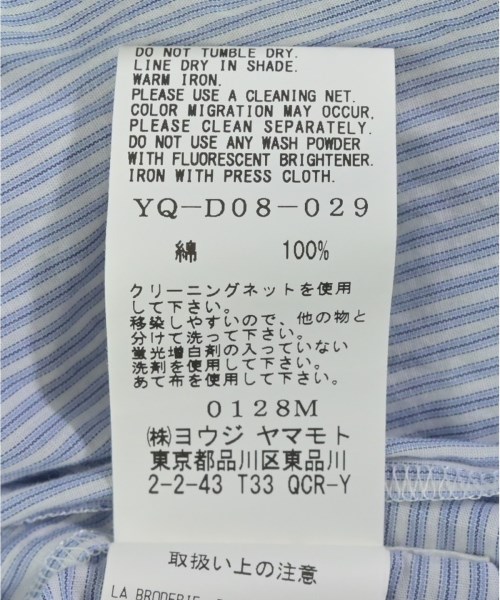 DO NOT TUMBLE DRY.
LINE DRY IN SHADE.
WARM IRON.
PLEASE USE A CLEANING NET.
COLOR MIGRATION MAY OCCUR,
PLEASE CLEAN SEPARATELY.
DO NOT USE ANY WASH POWDER
WITH FLUORESCENT BRIGHTENER.
IRON WITH PRESS CLOTH.
YQ-D08-029
綿 100%
クリーニングネットを使用
して下さい。
移染しやすいので、他の物と
分けて洗って下さい。
蛍光増白剤の入っていない
洗剤を使用して下さい。
あて布を使用して下さい。
0128M
㈱ヨウジ ヤマモト
東京都品川区東品川
2-2-43 T33 QCR-Y
取扱い上の注意
LA BRODERIE